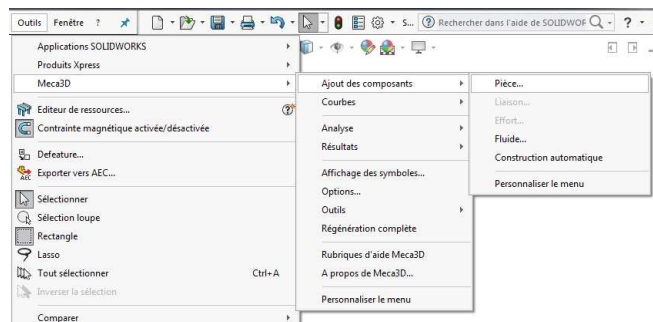 Outils Fenêtre ? S... Rechercher dans l'aide de SOLIDWOF ?
Applications SOLIDWORKS
Produits Xpress
Meca3D
Editeur de ressources...
Contrainte magnétique activée/désactivée
Defeature...
Exporter vers AEC...
Sélectionner
Sélection loupe
Rectangle
Lasso
Tout sélectionner Ctrl+A
Inverser la sélection
Comparer
Ajout des composants
Courbes
Analyse
Résultats
Affichage des symboles...
Options...
Outils
Régénération complète
Rubriques d'aide Meca3D
A propos de Meca3D...
Personnaliser le menu
Pièce...
Liaison...
Effort...
Fluide...
Construction automatique
Personnaliser le menu